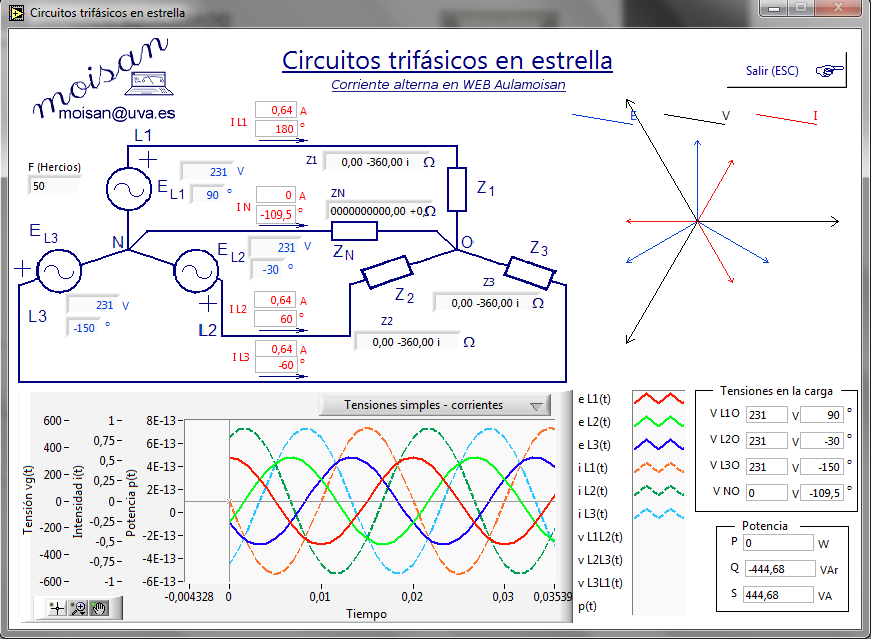 Circuitos trifásicos en estrella
moisan
moisan@uva.es
Circuitos trifásicos en estrella
Corriente alterna en WEB Aulamoisan
Salir (ESC)
E V I
F (Hercios)
50
L1
E L1
231 V
90 °
I L1
0,64 A
180 °
Z1
0,00 -360,00 i Ω
Z1
I N
0 A
-109,5 °
ZN
0000000000,00 +0, Ω
ZN
N
O
E L3
L3
231 V
-150 °
E L2
L2
231 V
-30 °
I L2
0,64 A
60 °
I L3
0,64 A
-60 °
Z2
Z2
0,00 -360,00 i Ω
Z3
Z3
0,00 -360,00 i Ω
Tensiones simples - corrientes
Tensión vg(t)
600
400
200
0
-200
-400
-600
Intensidad i(t)
1
0,75
0,5
0,25
0
-0,25
-0,5
-0,75
-1
Potencia p(t)
8E-13
6E-13
4E-13
2E-13
0
-2E-13
-4E-13
-6E-13
-0,004328 0 0,01 0,02 0,03 0,03539
Tiempo
e L1(t)
e L2(t)
e L3(t)
i L1(t)
i L2(t)
i L3(t)
v L1L2(t)
v L2L3(t)
v L3L1(t)
p(t)
Tensiones en la carga
V L1O 231 V 90 °
V L2O 231 V -30 °
V L3O 231 V -150 °
V NO 0 V -109,5 °
Potencia
P 0 W
Q -444,68 VAr
S 444,68 VA